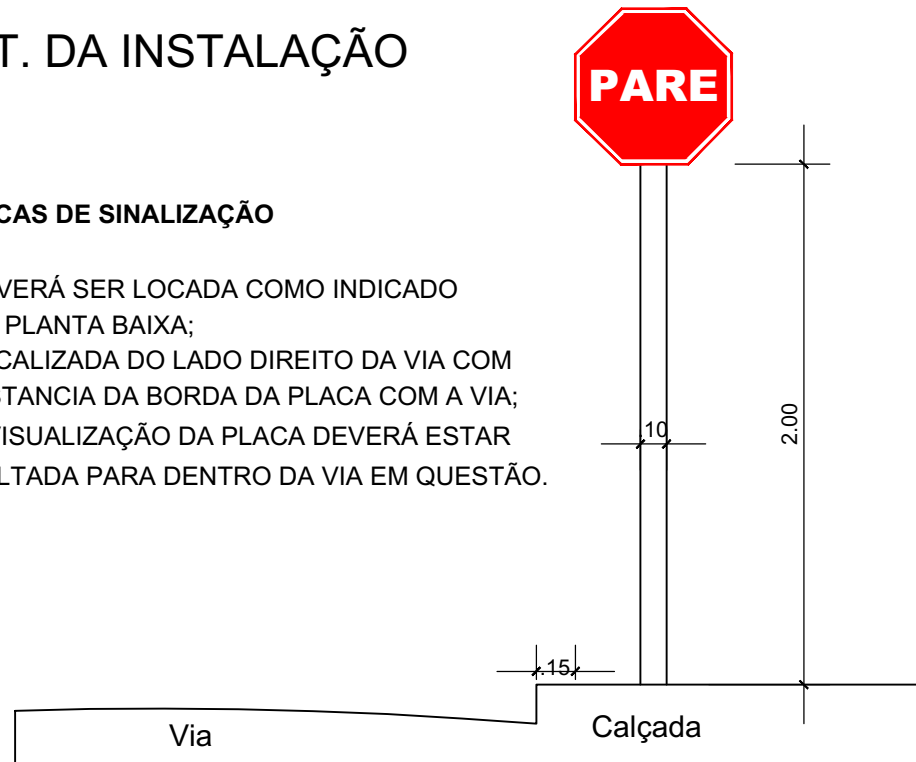 T. DA INSTALAÇÃO
PARE
CAS DE SINALIZAÇÃO
VERÁ SER LOCADA COMO INDICADO
PLANTA BAIXA;
CALIZADA DO LADO DIREITO DA VIA COM
STANCIA DA BORDA DA PLACA COM A VIA;
VISUALIZAÇÃO DA PLACA DEVERÁ ESTAR
LTADA PARA DENTRO DA VIA EM QUESTÃO.
2.00
.10
.15
Via
Calçada